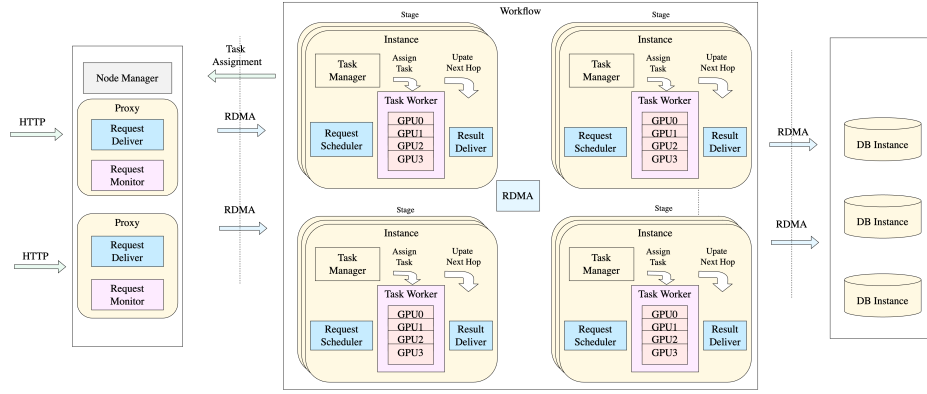 Workflow
Task
Assignment
Node Manager
Proxy
HTTP
Request
Deliver
Request
Monitor
Proxy
HTTP
Request
Deliver
Request
Monitor
RDMA
RDMA
Stage
Instance
Task
Manager
Assign
Task
Upate
Next Hop
Task Worker
GPU0
GPU1
GPU2
GPU3
Request
Scheduler
Result
Deliver
Stage
Instance
Task
Manager
Assign
Task
Upate
Next Hop
Task Worker
GPU0
GPU1
GPU2
GPU3
Request
Scheduler
Result
Deliver
RDMA
Stage
Instance
Task
Manager
Assign
Task
Upate
Next Hop
Task Worker
GPU0
GPU1
GPU2
GPU3
Request
Scheduler
Result
Deliver
Stage
Instance
Task
Manager
Assign
Task
Upate
Next Hop
Task Worker
GPU0
GPU1
GPU2
GPU3
Request
Scheduler
Result
Deliver
RDMA
RDMA
DB Instance
DB Instance
DB Instance